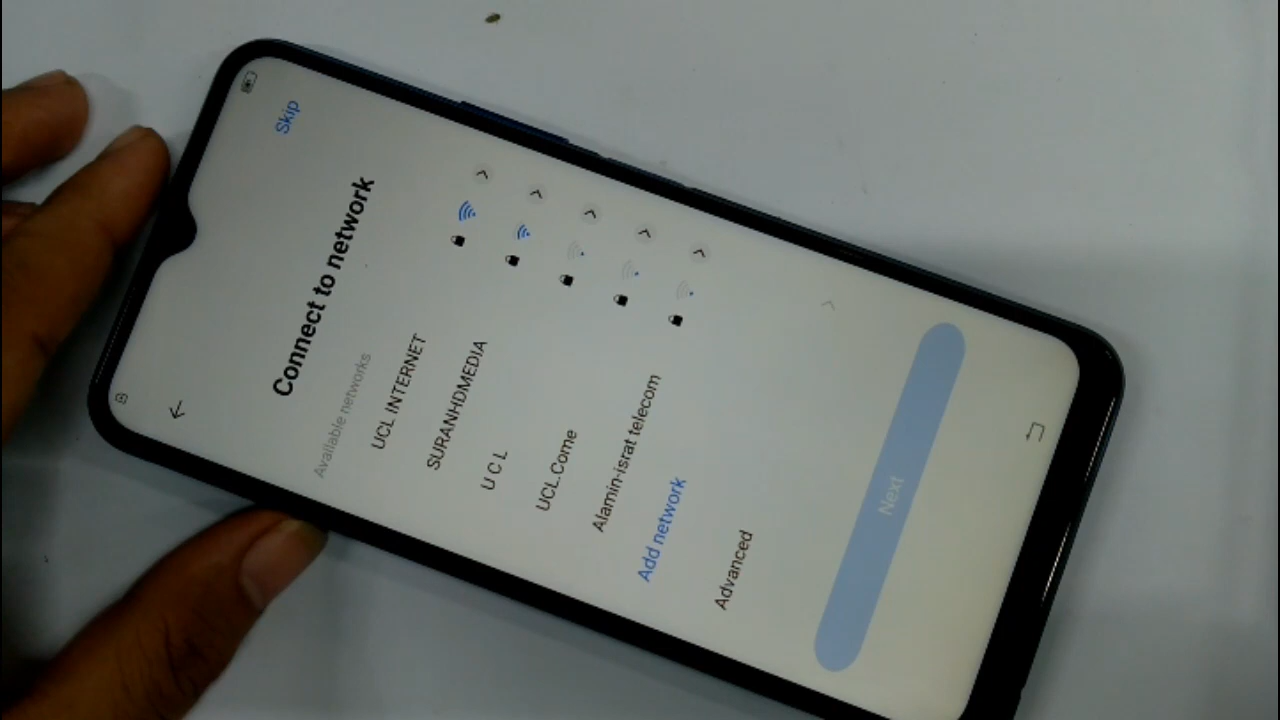 Skip
Connect to network
Available networks
UCL INTERNET
SURANHDMEDIA
U C L
UCL.Come
Alamin-israt telecom
Add network
Advanced
Next